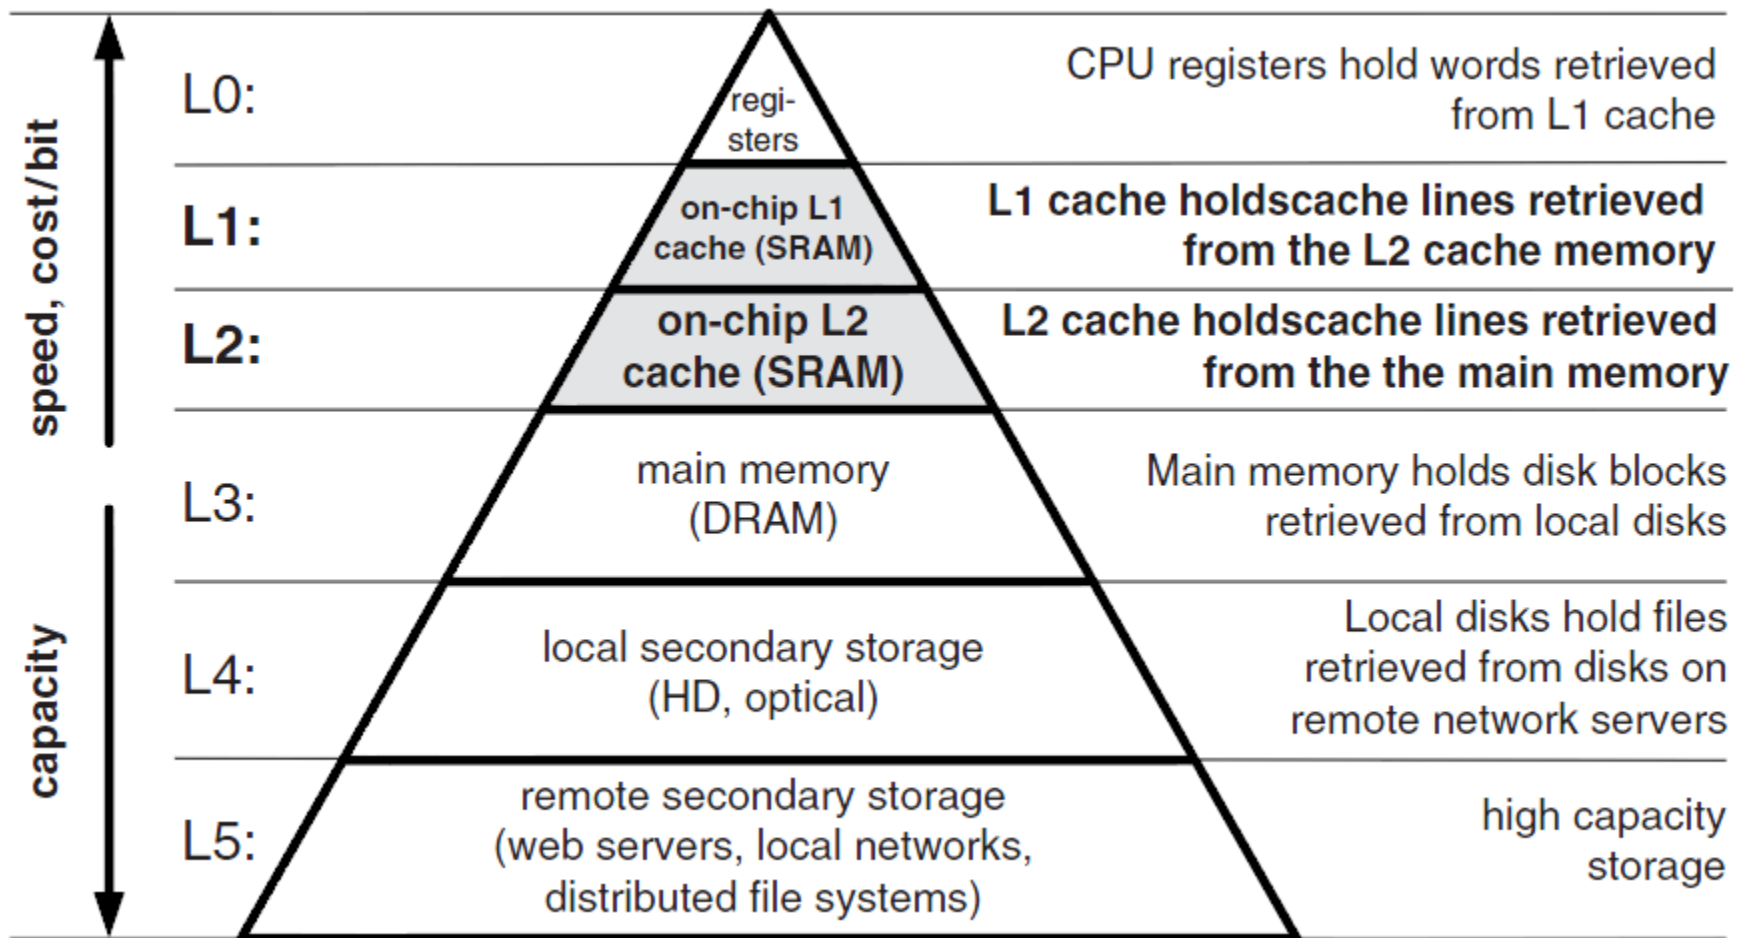 speed, cost/bit
capacity
L0:
regi-
sters
CPU registers hold words retrieved
from L1 cache
L1:
on-chip L1
cache (SRAM)
L1 cache holdscache lines retrieved
from the L2 cache memory
L2:
on-chip L2
cache (SRAM)
L2 cache holdscache lines retrieved
from the the main memory
L3:
main memory
(DRAM)
Main memory holds disk blocks
retrieved from local disks
L4:
local secondary storage
(HD, optical)
Local disks hold files
retrieved from disks on
remote network servers
L5:
remote secondary storage
(web servers, local networks,
distributed file systems)
high capacity
storage